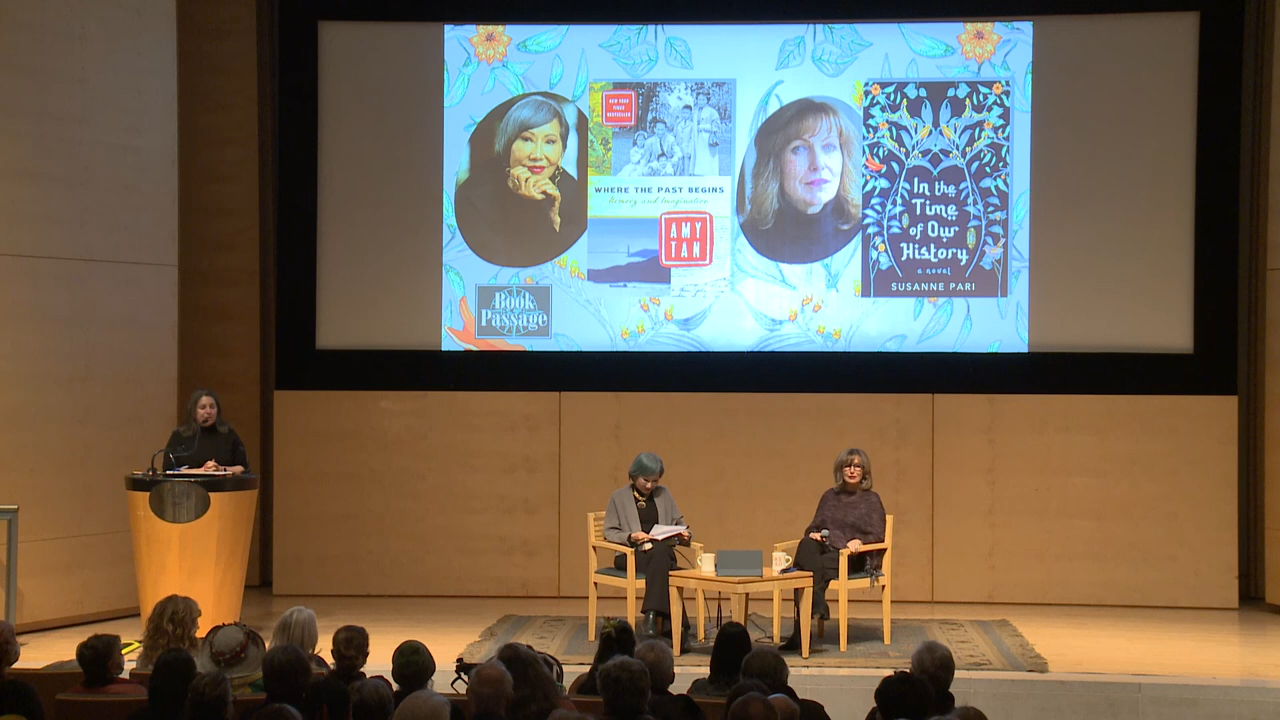 NEW YORK
TIMES
BESTSELLER
WHERE THE PAST BEGINS
Memory and Imagination
AMY
TAN
Book
Passage
In the
Time
of Our
History
a novel
SUSANNE PARI